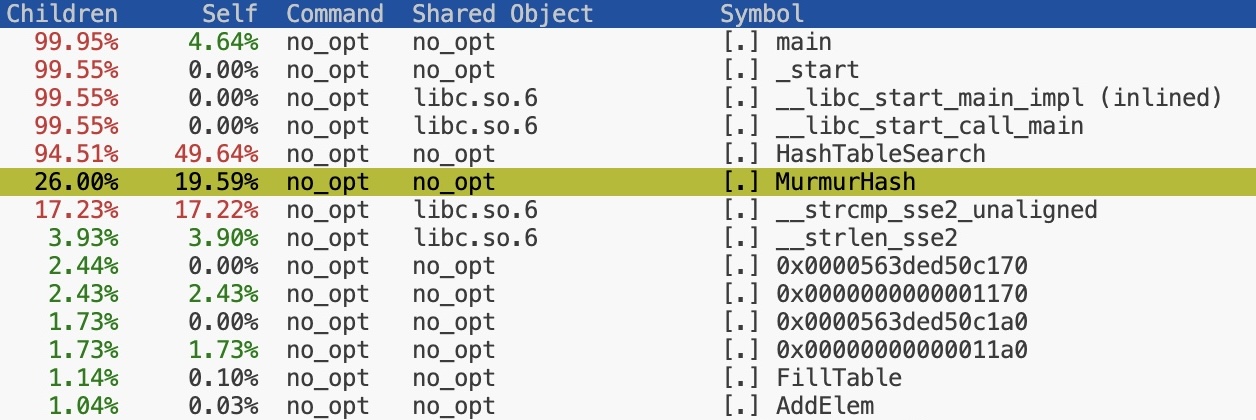 Children Self Command Shared Object Symbol
99.95% 4.64% no_opt no_opt [.] main
99.55% 0.00% no_opt no_opt [.] _start
99.55% 0.00% no_opt libc.so.6 [.] __libc_start_main_impl (inlined)
99.55% 0.00% no_opt libc.so.6 [.] __libc_start_call_main
94.51% 49.64% no_opt no_opt [.] HashTableSearch
26.00% 19.59% no_opt no_opt [.] MurmurHash
17.23% 17.22% no_opt libc.so.6 [.] __strcmp_sse2_unaligned
3.93% 3.90% no_opt libc.so.6 [.] __strlen_sse2
2.44% 0.00% no_opt no_opt [.] 0x0000563ded50c170
2.43% 2.43% no_opt no_opt [.] 0x0000000000001170
1.73% 0.00% no_opt no_opt [.] 0x0000563ded50c1a0
1.73% 1.73% no_opt no_opt [.] 0x00000000000011a0
1.14% 0.10% no_opt no_opt [.] FillTable
1.04% 0.03% no_opt no_opt [.] AddElem